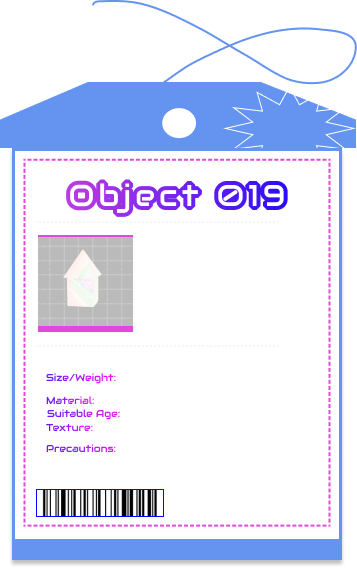 Object 019
Size/Weight:
Material:
Suitable Age:
Texture:
Precautions: